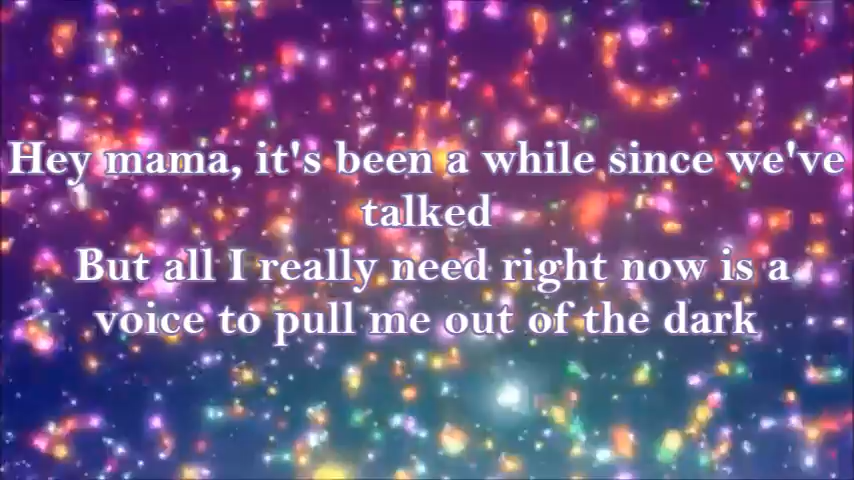 Hey mama, it's been a while since we've
talked
But all I really need right now is a
voice to pull me out of the dark